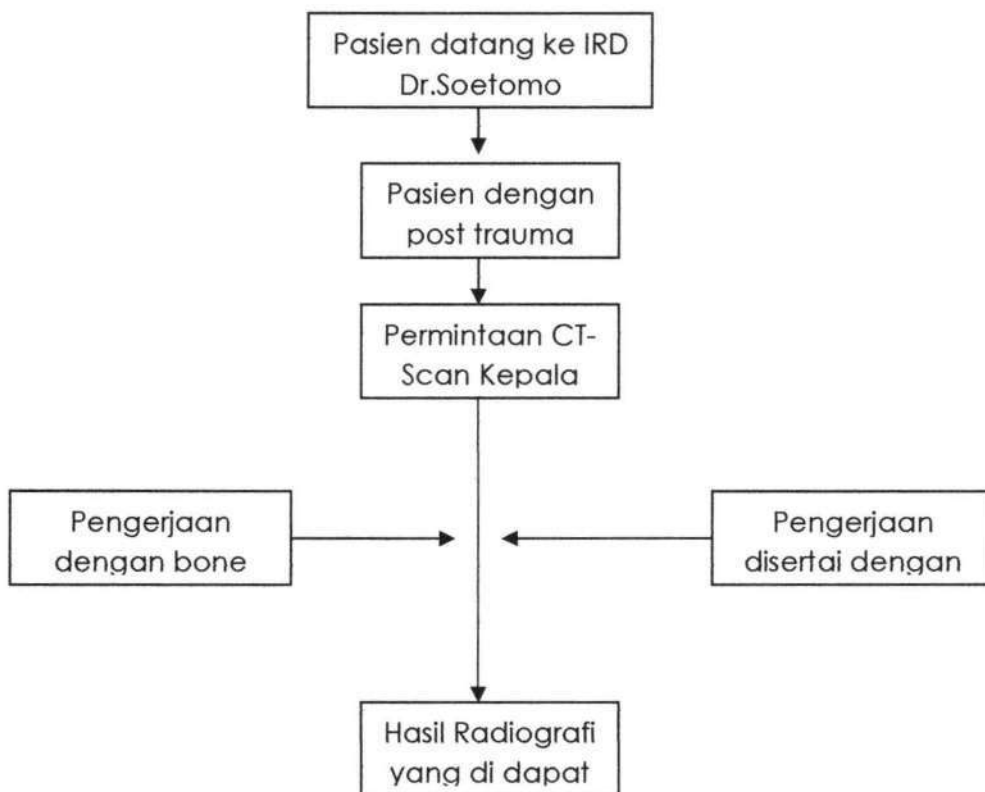 Pasien datang ke IRD
Dr.Soetomo
Pasien dengan
post trauma
Permintaan CT-
Scan Kepala
Pengerjaan
dengan bone
Pengerjaan
disertai dengan
Hasil Radiografi
yang di dapat